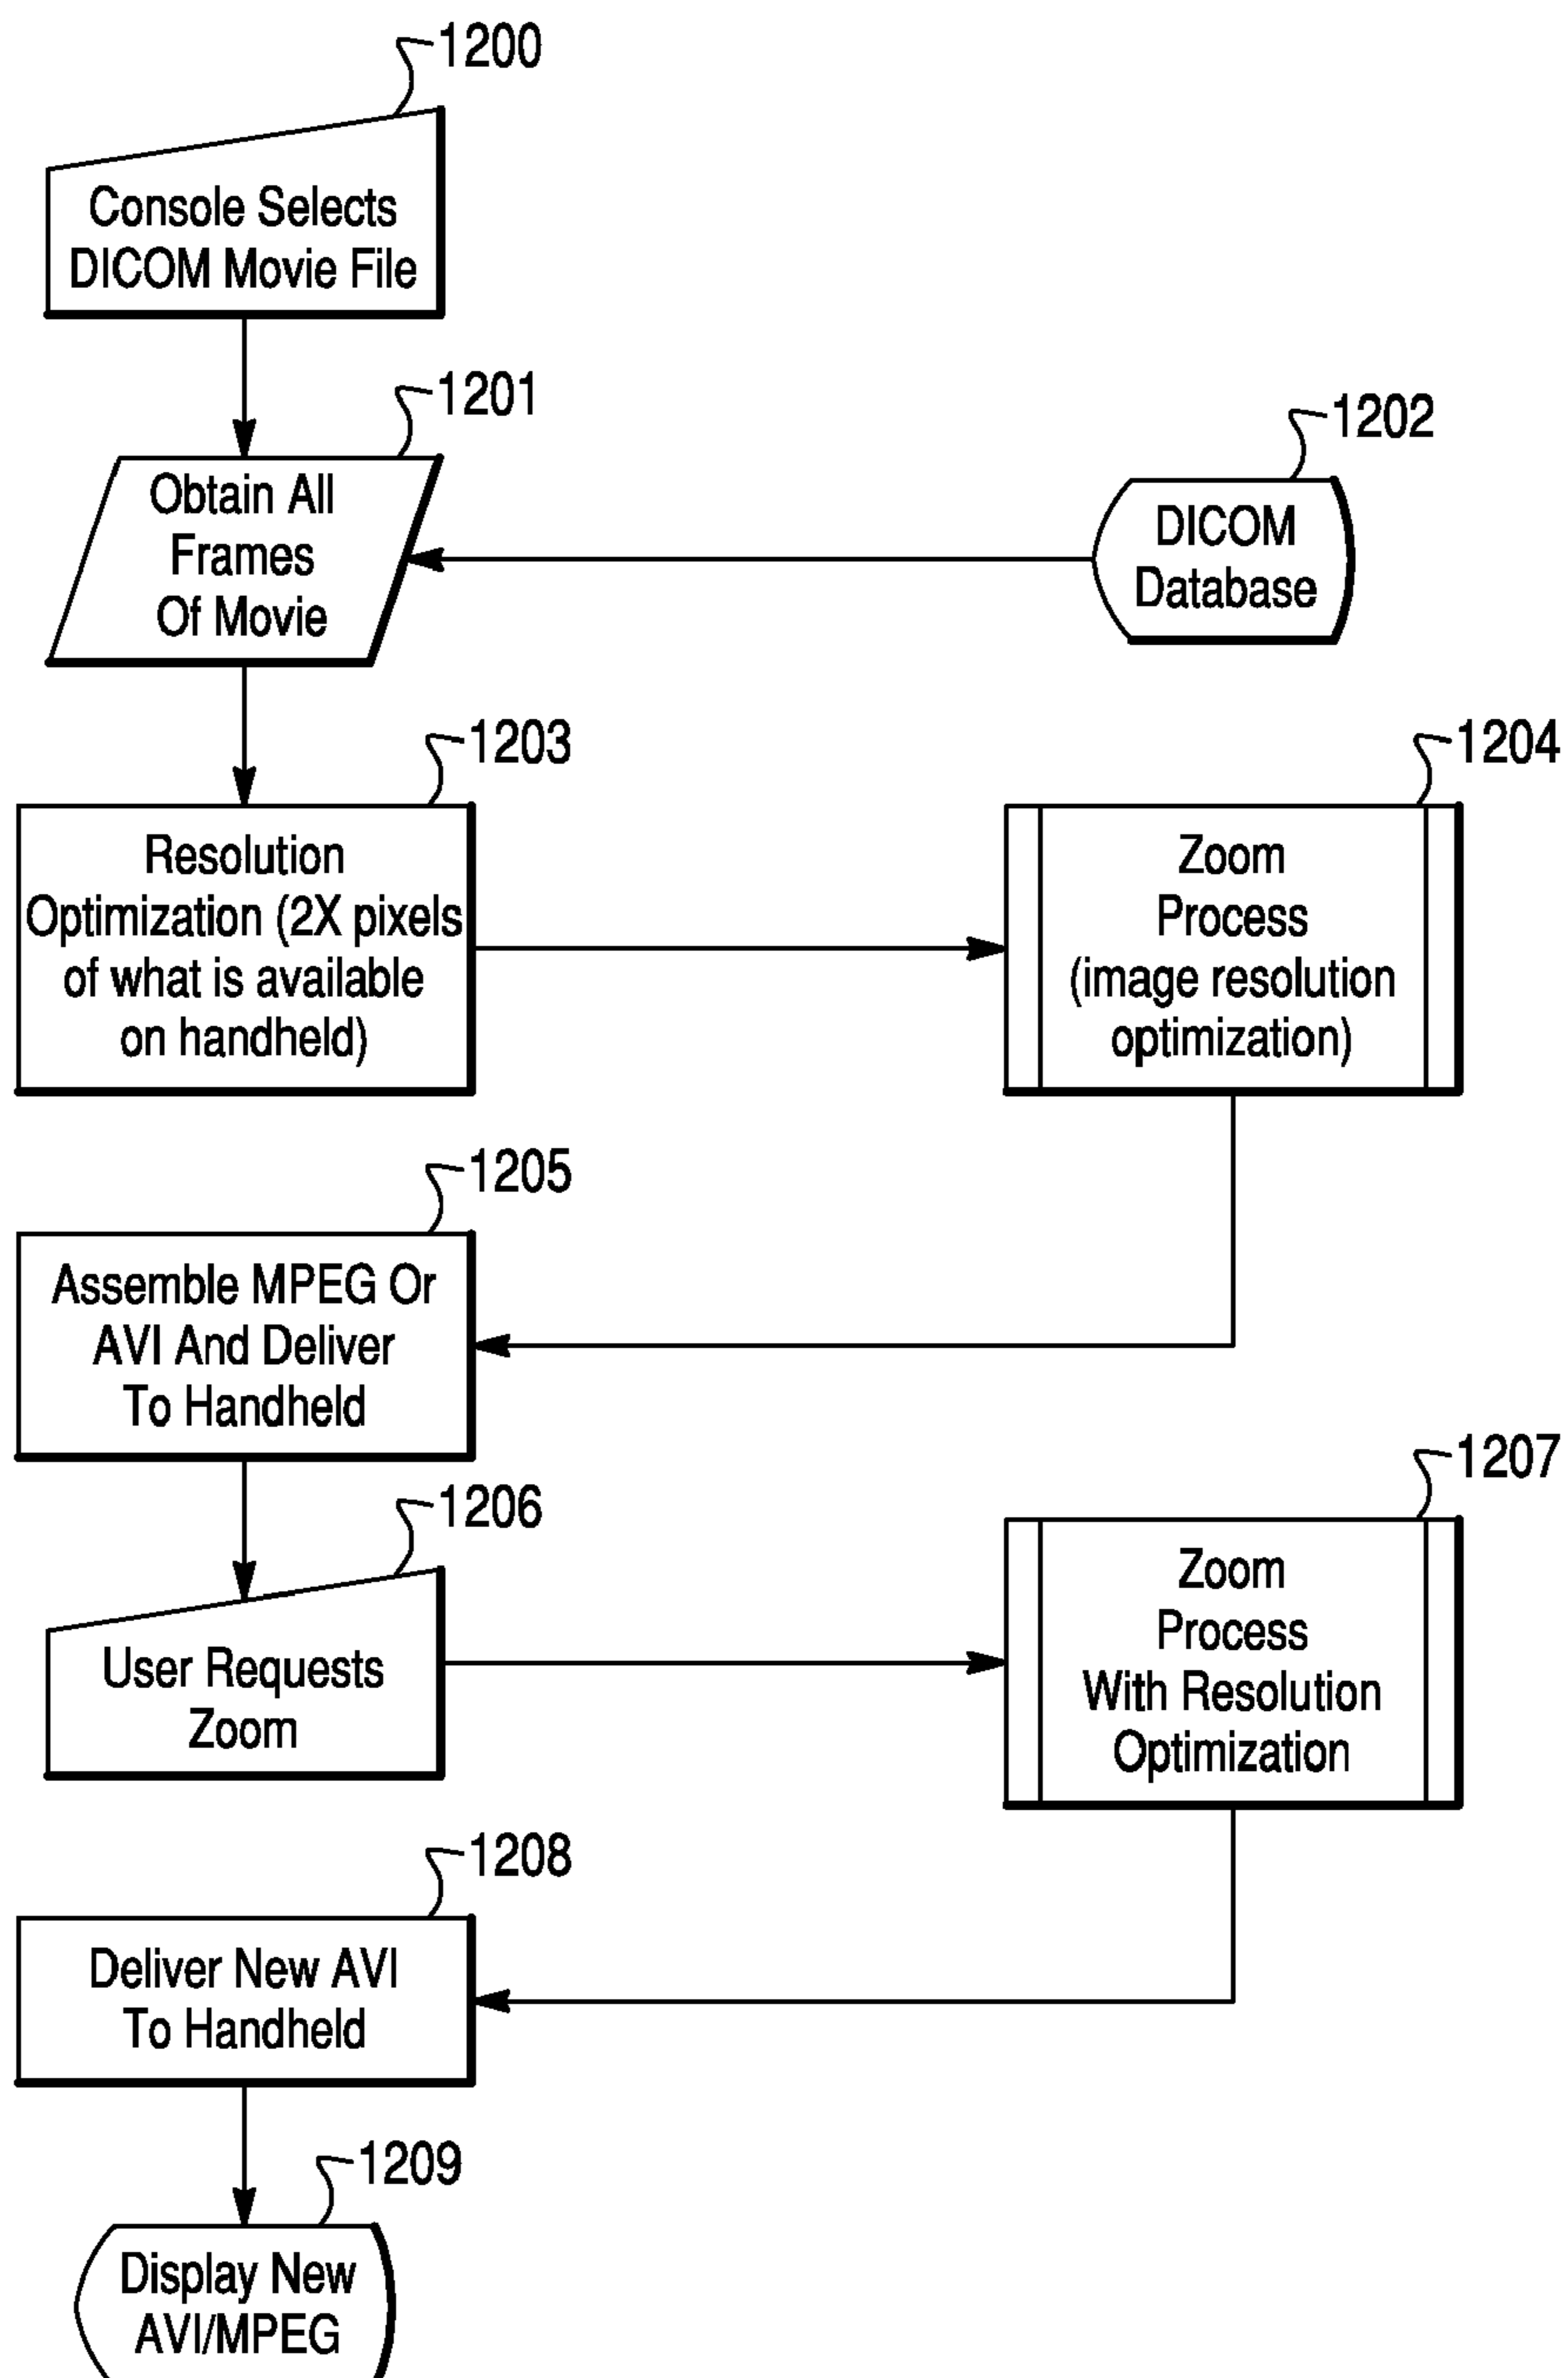 1200
Console Selects
DICOM Movie File
1201
Obtain All
Frames
Of Movie
1202
DICOM
Database
1203
Resolution
Optimization (2X pixels
of what is available
on handheld)
1204
Zoom
Process
(image resolution
optimization)
1205
Assemble MPEG Or
AVI And Deliver
To Handheld
1206
User Requests
Zoom
1207
Zoom
Process
With Resolution
Optimization
1208
Deliver New AVI
To Handheld
1209
Display New
AVI/MPEG